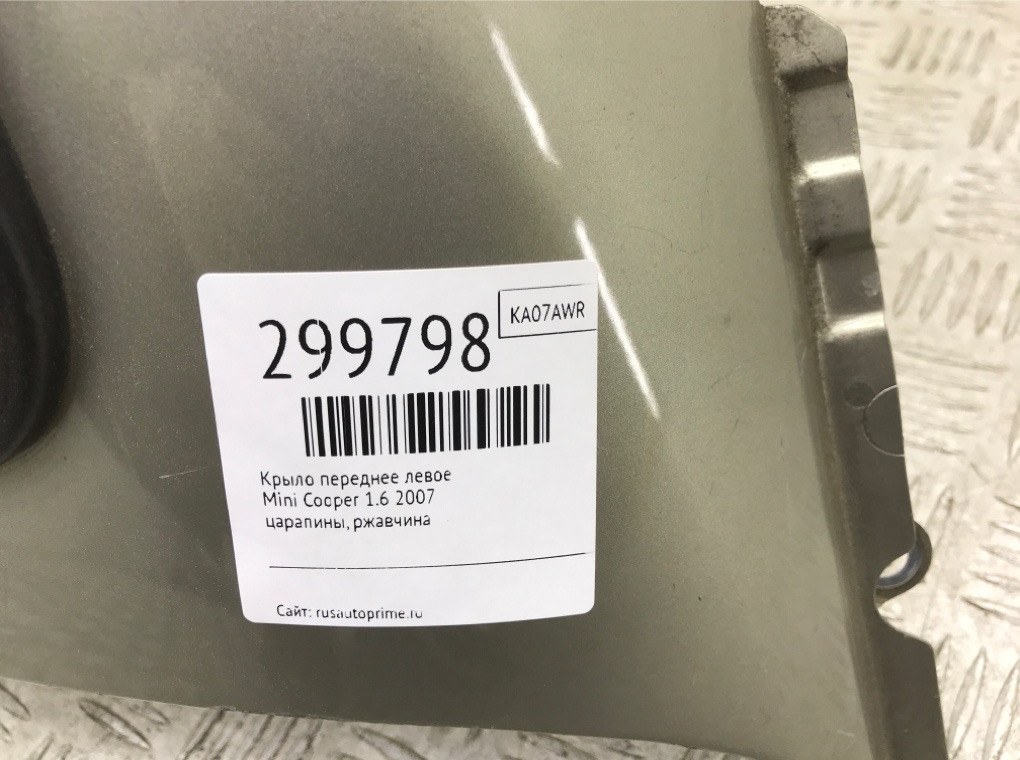 299798
KA07AWR
Крыло переднее левое
Mini Cooper 1.6 2007
царапины, ржавчина
Сайт: rusautoprime.ru